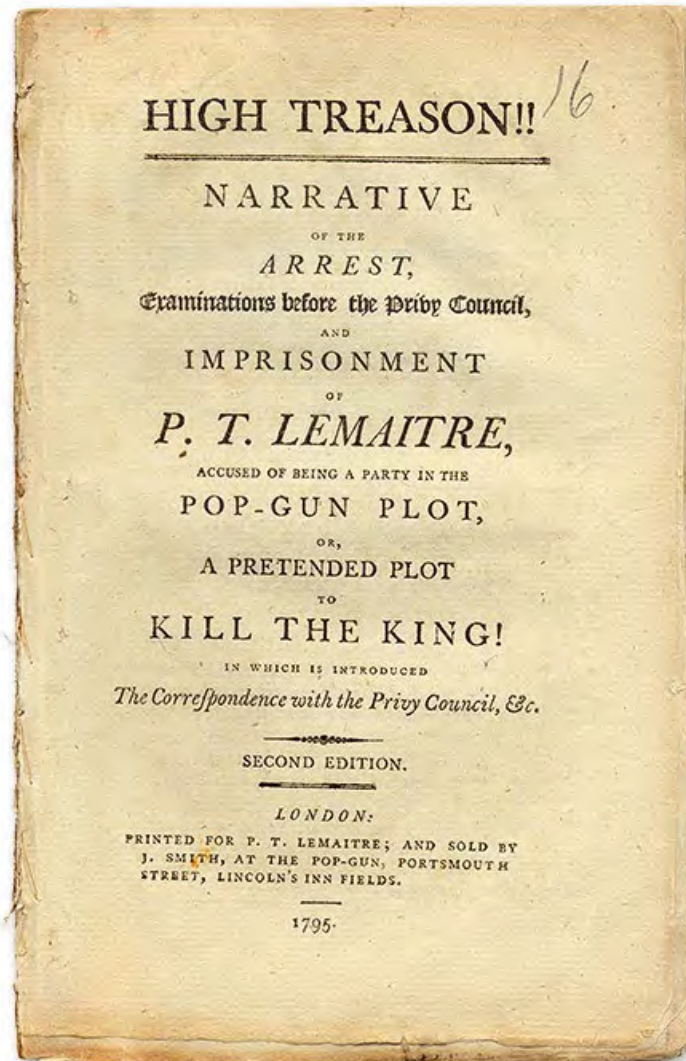 16
HIGH TREASON!!
NARRATIVE
OF THE
ARREST,
Examinations before the Privy Council,
AND
IMPRISONMENT
OF
P. T. LEMAITRE,
ACCUSED OF BEING A PARTY IN THE
POP-GUN PLOT,
OR,
A PRETENDED PLOT
TO
KILL THE KING!
IN WHICH IS INTRODUCED
The Correſpondence with the Privy Council, &c.
SECOND EDITION.
LONDON:
PRINTED FOR P. T. LEMAITRE; AND SOLD BY
J. SMITH, AT THE POP-GUN, PORTSMOUTH
STREET, LINCOLN'S INN FIELDS.
1795.